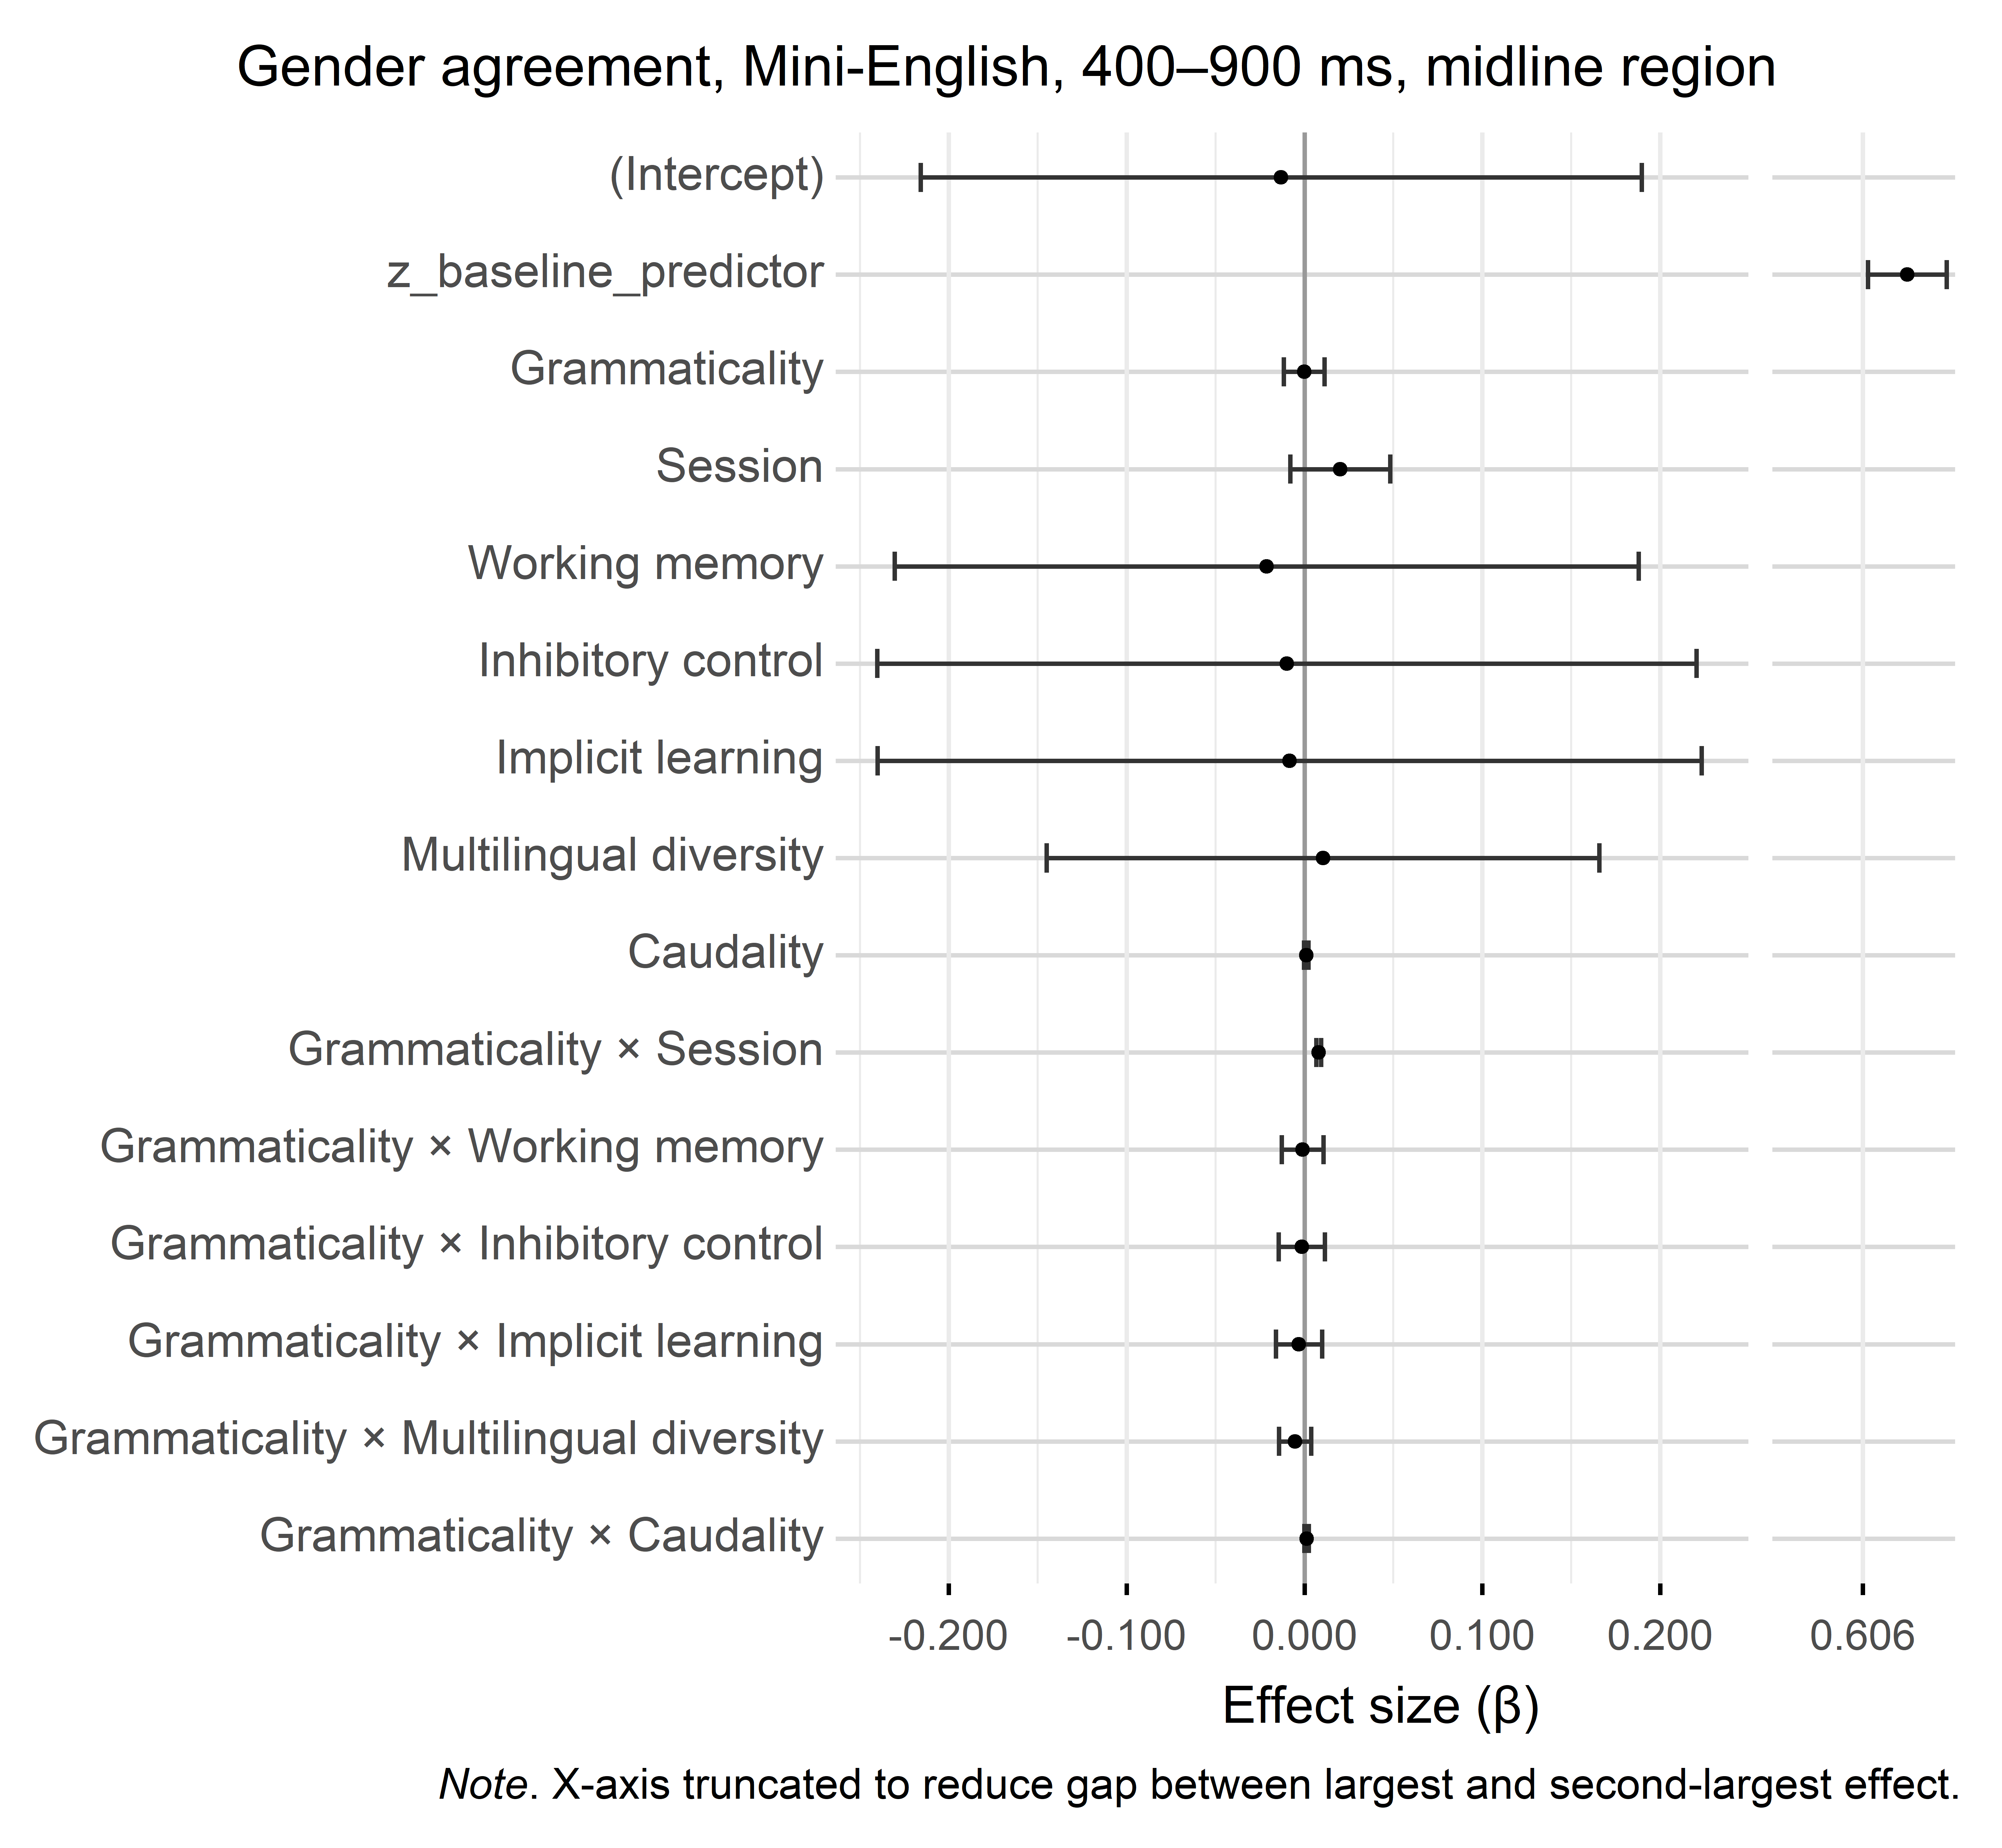 Gender agreement, Mini-English, 400–900 ms, midline region
(Intercept)
z_baseline_predictor
Grammaticality
Session
Working memory
Inhibitory control
Implicit learning
Multilingual diversity
Caudality
Grammaticality × Session
Grammaticality × Working memory
Grammaticality × Inhibitory control
Grammaticality × Implicit learning
Grammaticality × Multilingual diversity
Grammaticality × Caudality
-0.200 -0.100 0.000 0.100 0.200 0.606
Effect size (β)
Note. X-axis truncated to reduce gap between largest and second-largest effect.